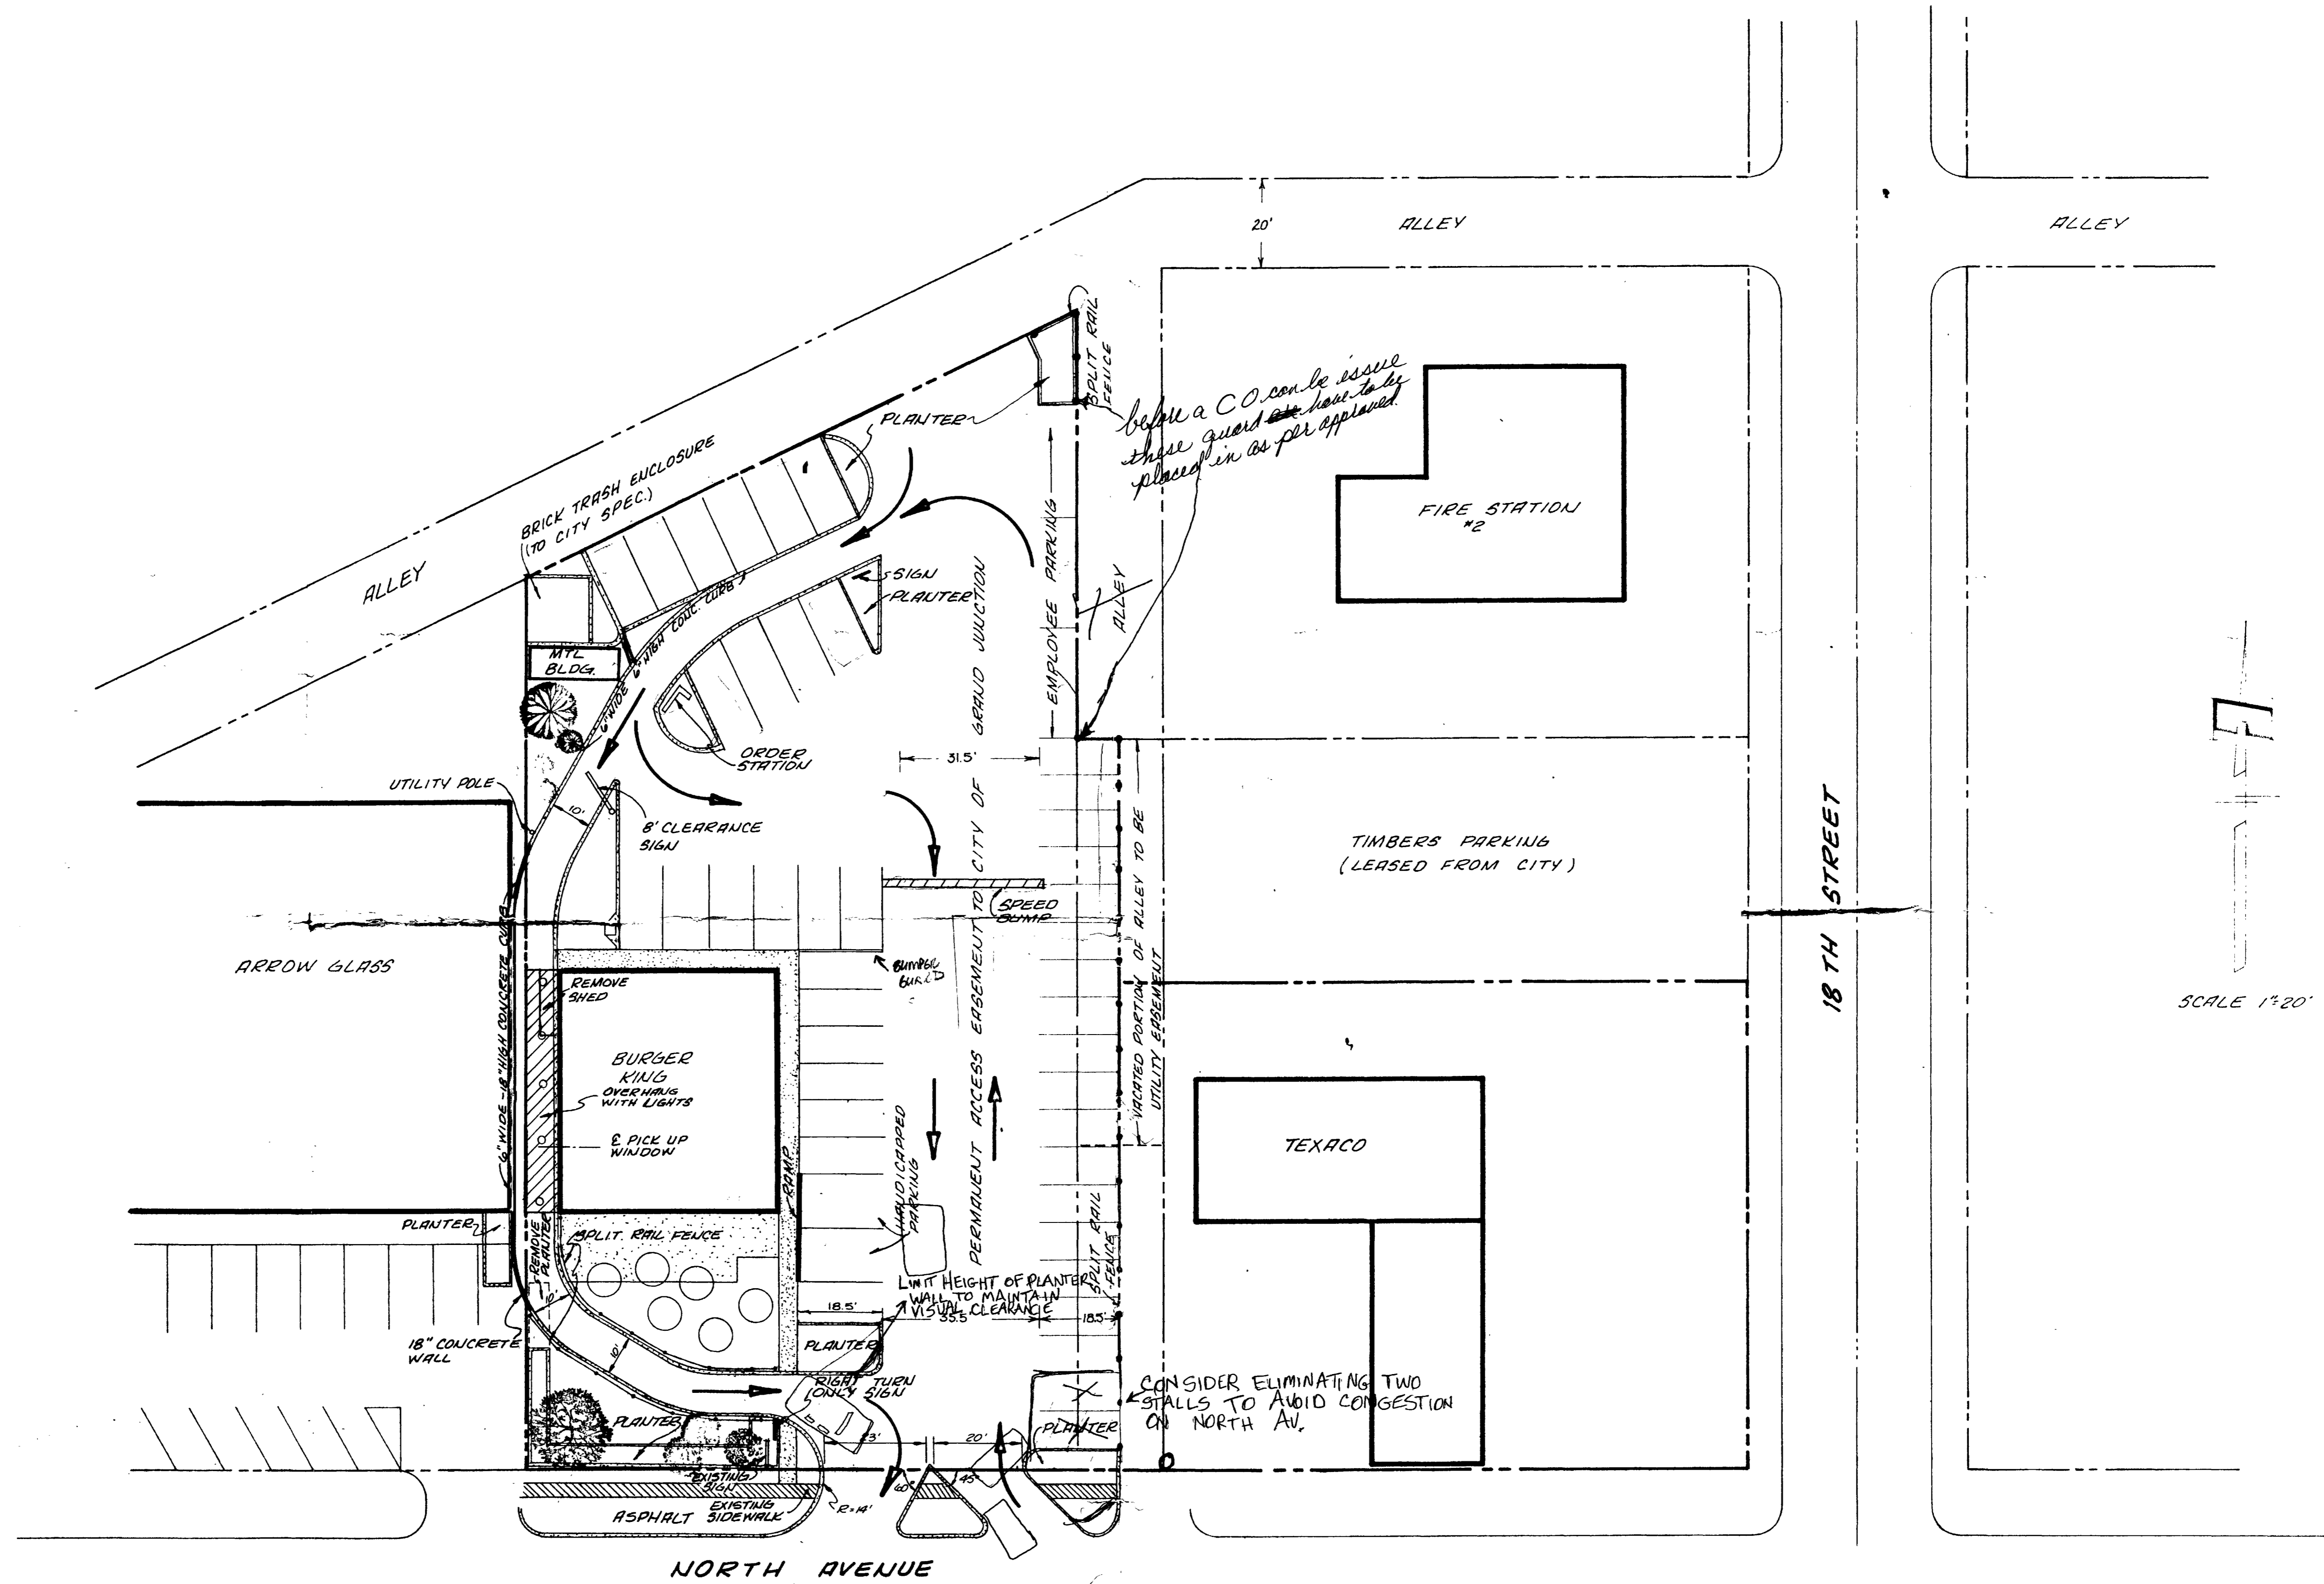 20'
ALLEY
ALLEY
SPLIT RAIL
FENCE
before a CO can be issue
these guard have to be
placed in as per approved.
PLANTER
BRICK TRASH ENCLOSURE
(TO CITY SPEC.)
ALLEY
FIRE STATION
#2
SIGN
PLANTER
EMPLOYEE PARKING
ALLEY
6" WIDE 6" HIGH CONC. CURB
MTL
BLDG.
ORDER
STATION
31.5'
UTILITY POLE
10'
8' CLEARANCE
SIGN
PERMANENT ACCESS EASEMENT TO CITY OF GRAND JUNCTION
VACATED PORTION OF ALLEY TO BE
UTILITY EASEMENT
TIMBERS PARKING
(LEASED FROM CITY)
18TH STREET
SPEED
BUMP
ARROW GLASS
6" WIDE - 18" HIGH CONCRETE CURB
BUMPER
GUARD
REMOVE
SHED
SCALE 1"=20'
BURGER
KING
OVERHANG
WITH LIGHTS
℄ PICK UP
WINDOW
RAMP
HANDICAPPED
PARKING
TEXACO
PLANTER
REMOVE
PLANTER
SPLIT RAIL FENCE
SPLIT RAIL
FENCE
LIMIT HEIGHT OF PLANTER
WALL TO MAINTAIN
VISUAL CLEARANCE
10'
18.5'
35.5'
18.5'
18" CONCRETE
WALL
10'
PLANTER
RIGHT TURN
ONLY SIGN
CONSIDER ELIMINATING TWO
STALLS TO AVOID CONGESTION
ON NORTH AV.
PLANTER
PLANTER
23'
20'
EXISTING
SIGN
60°
45°
ASPHALT
EXISTING
SIDEWALK
R=14'
NORTH AVENUE